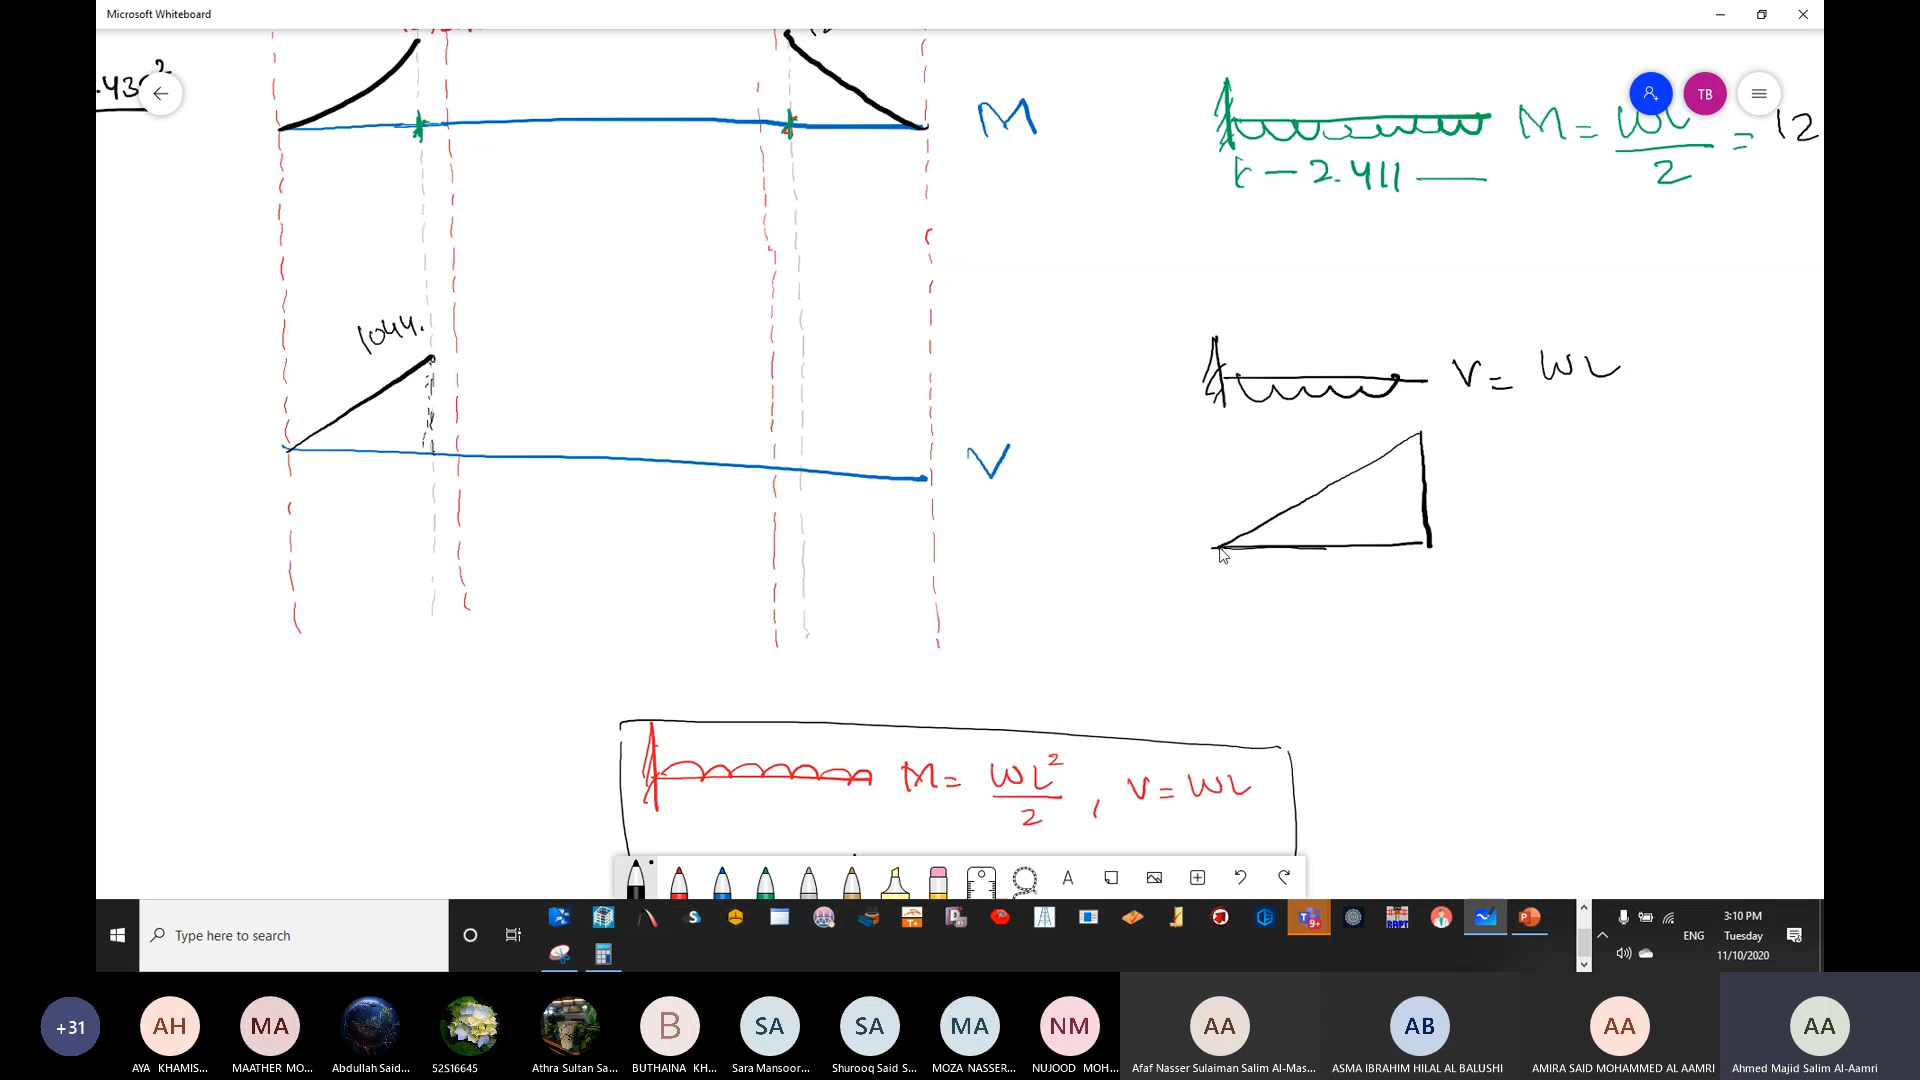 Microsoft Whiteboard
.43
TB
M
M = WL / 2 = 12
2.411
1044.
V = WL
V
M = WL² / 2 , V = WL
A
Type here to search
9+
3:10 PM
ENG
Tuesday
11/10/2020
+31
AH
MA
B
SA
SA
MA
NM
AA
AB
AA
AA
AYA KHAMIS...
MAATHER MO...
Abdullah Said...
52S16645
Athra Sultan Sa...
BUTHAINA KH...
Sara Mansoor...
Shurooq Said S...
MOZA NASSER...
NUJOOD MOH...
Afaf Nasser Sulaiman Salim Al-Mas...
ASMA IBRAHIM HILAL AL BALUSHI
AMIRA SAID MOHAMMED AL AAMRI
Ahmed Majid Salim Al-Aamri